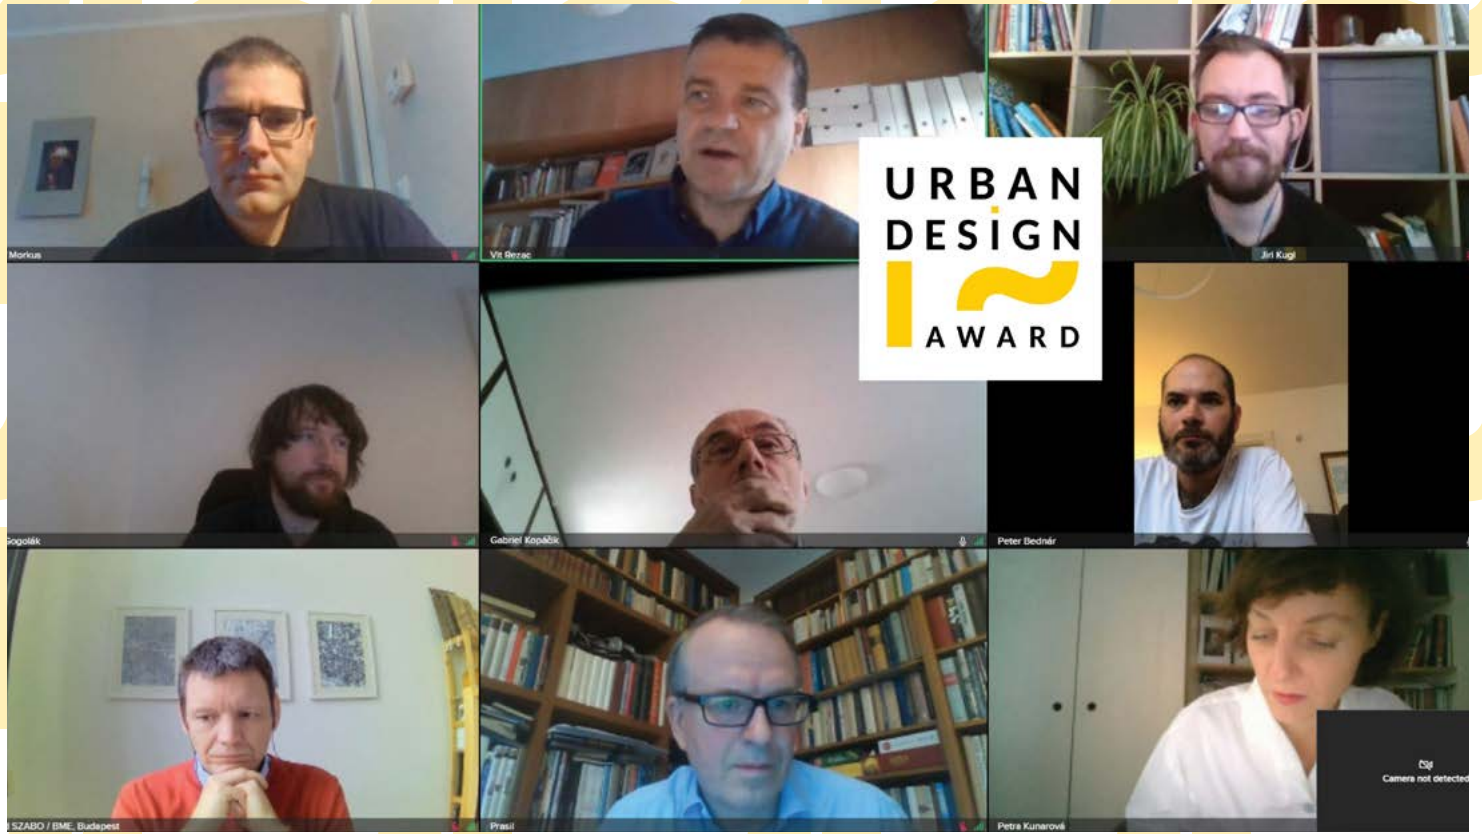 Morkus
Vit Rezac
Jiri Kugl
URBAN
DESiGN
AWARD
Gogolák
Gabriel Kopáčik
Peter Bednár
SZABO / BME, Budapest
Prasil
Petra Kunarová
Camera not detected